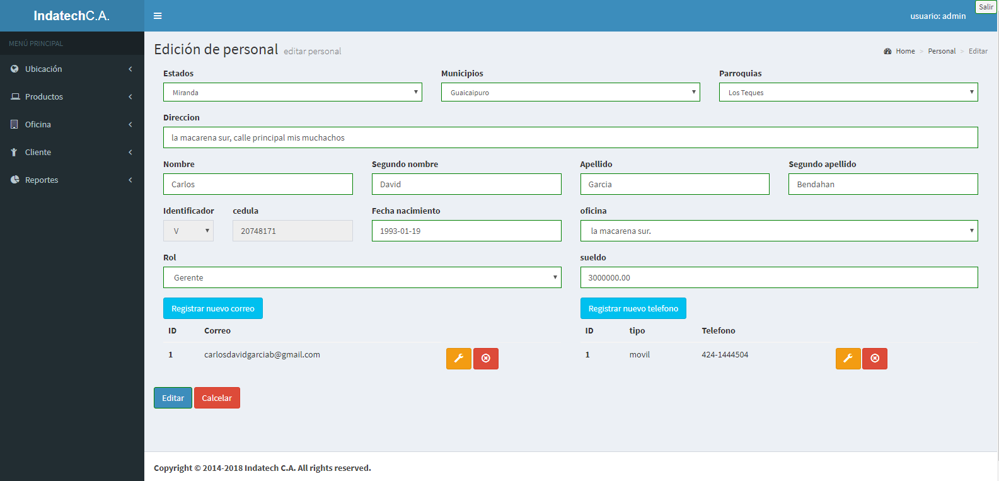 IndatechC.A.
usuario: admin
Salir
MENÚ PRINCIPAL
Ubicación
Productos
Oficina
Cliente
Reportes
Edición de personal editar personal
Home > Personal > Editar
Estados Municipios Parroquias
Miranda Guaicaipuro Los Teques
Direccion
la macarena sur, calle principal mis muchachos
Nombre Segundo nombre Apellido Segundo apellido
Carlos David Garcia Bendahan
Identificador cedula Fecha nacimiento oficina
V 20748171 1993-01-19 la macarena sur.
Rol sueldo
Gerente 3000000.00
Registrar nuevo correo Registrar nuevo telefono
ID Correo ID tipo Telefono
1 carlosdavidgarciab@gmail.com 1 movil 424-1444504
Editar Calcelar
Copyright © 2014-2018 Indatech C.A. All rights reserved.